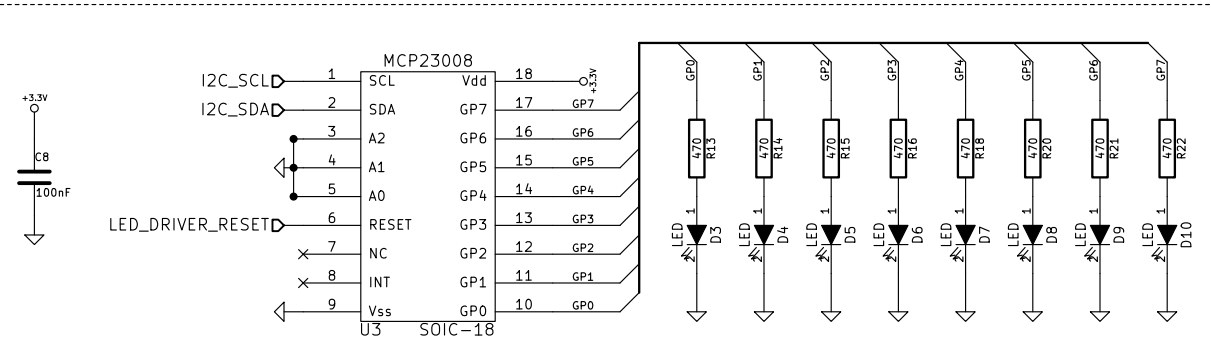 +3.3V
C8
100nF
MCP23008
I2C_SCL 1 SCL Vdd 18 +3.3V
I2C_SDA 2 SDA GP7 17 GP7
3 A2 GP6 16 GP6
4 A1 GP5 15 GP5
5 A0 GP4 14 GP4
LED_DRIVER_RESET 6 RESET GP3 13 GP3
7 NC GP2 12 GP2
8 INT GP1 11 GP1
9 Vss GP0 10 GP0
U3 SOIC-18
GP0 GP1 GP2 GP3 GP4 GP5 GP6 GP7
470 R13 470 R14 470 R15 470 R16 470 R18 470 R20 470 R21 470 R22
1 1 1 1 1 1 1 1
LED D3 LED D4 LED D5 LED D6 LED D7 LED D8 LED D9 LED D10
2 2 2 2 2 2 2 2